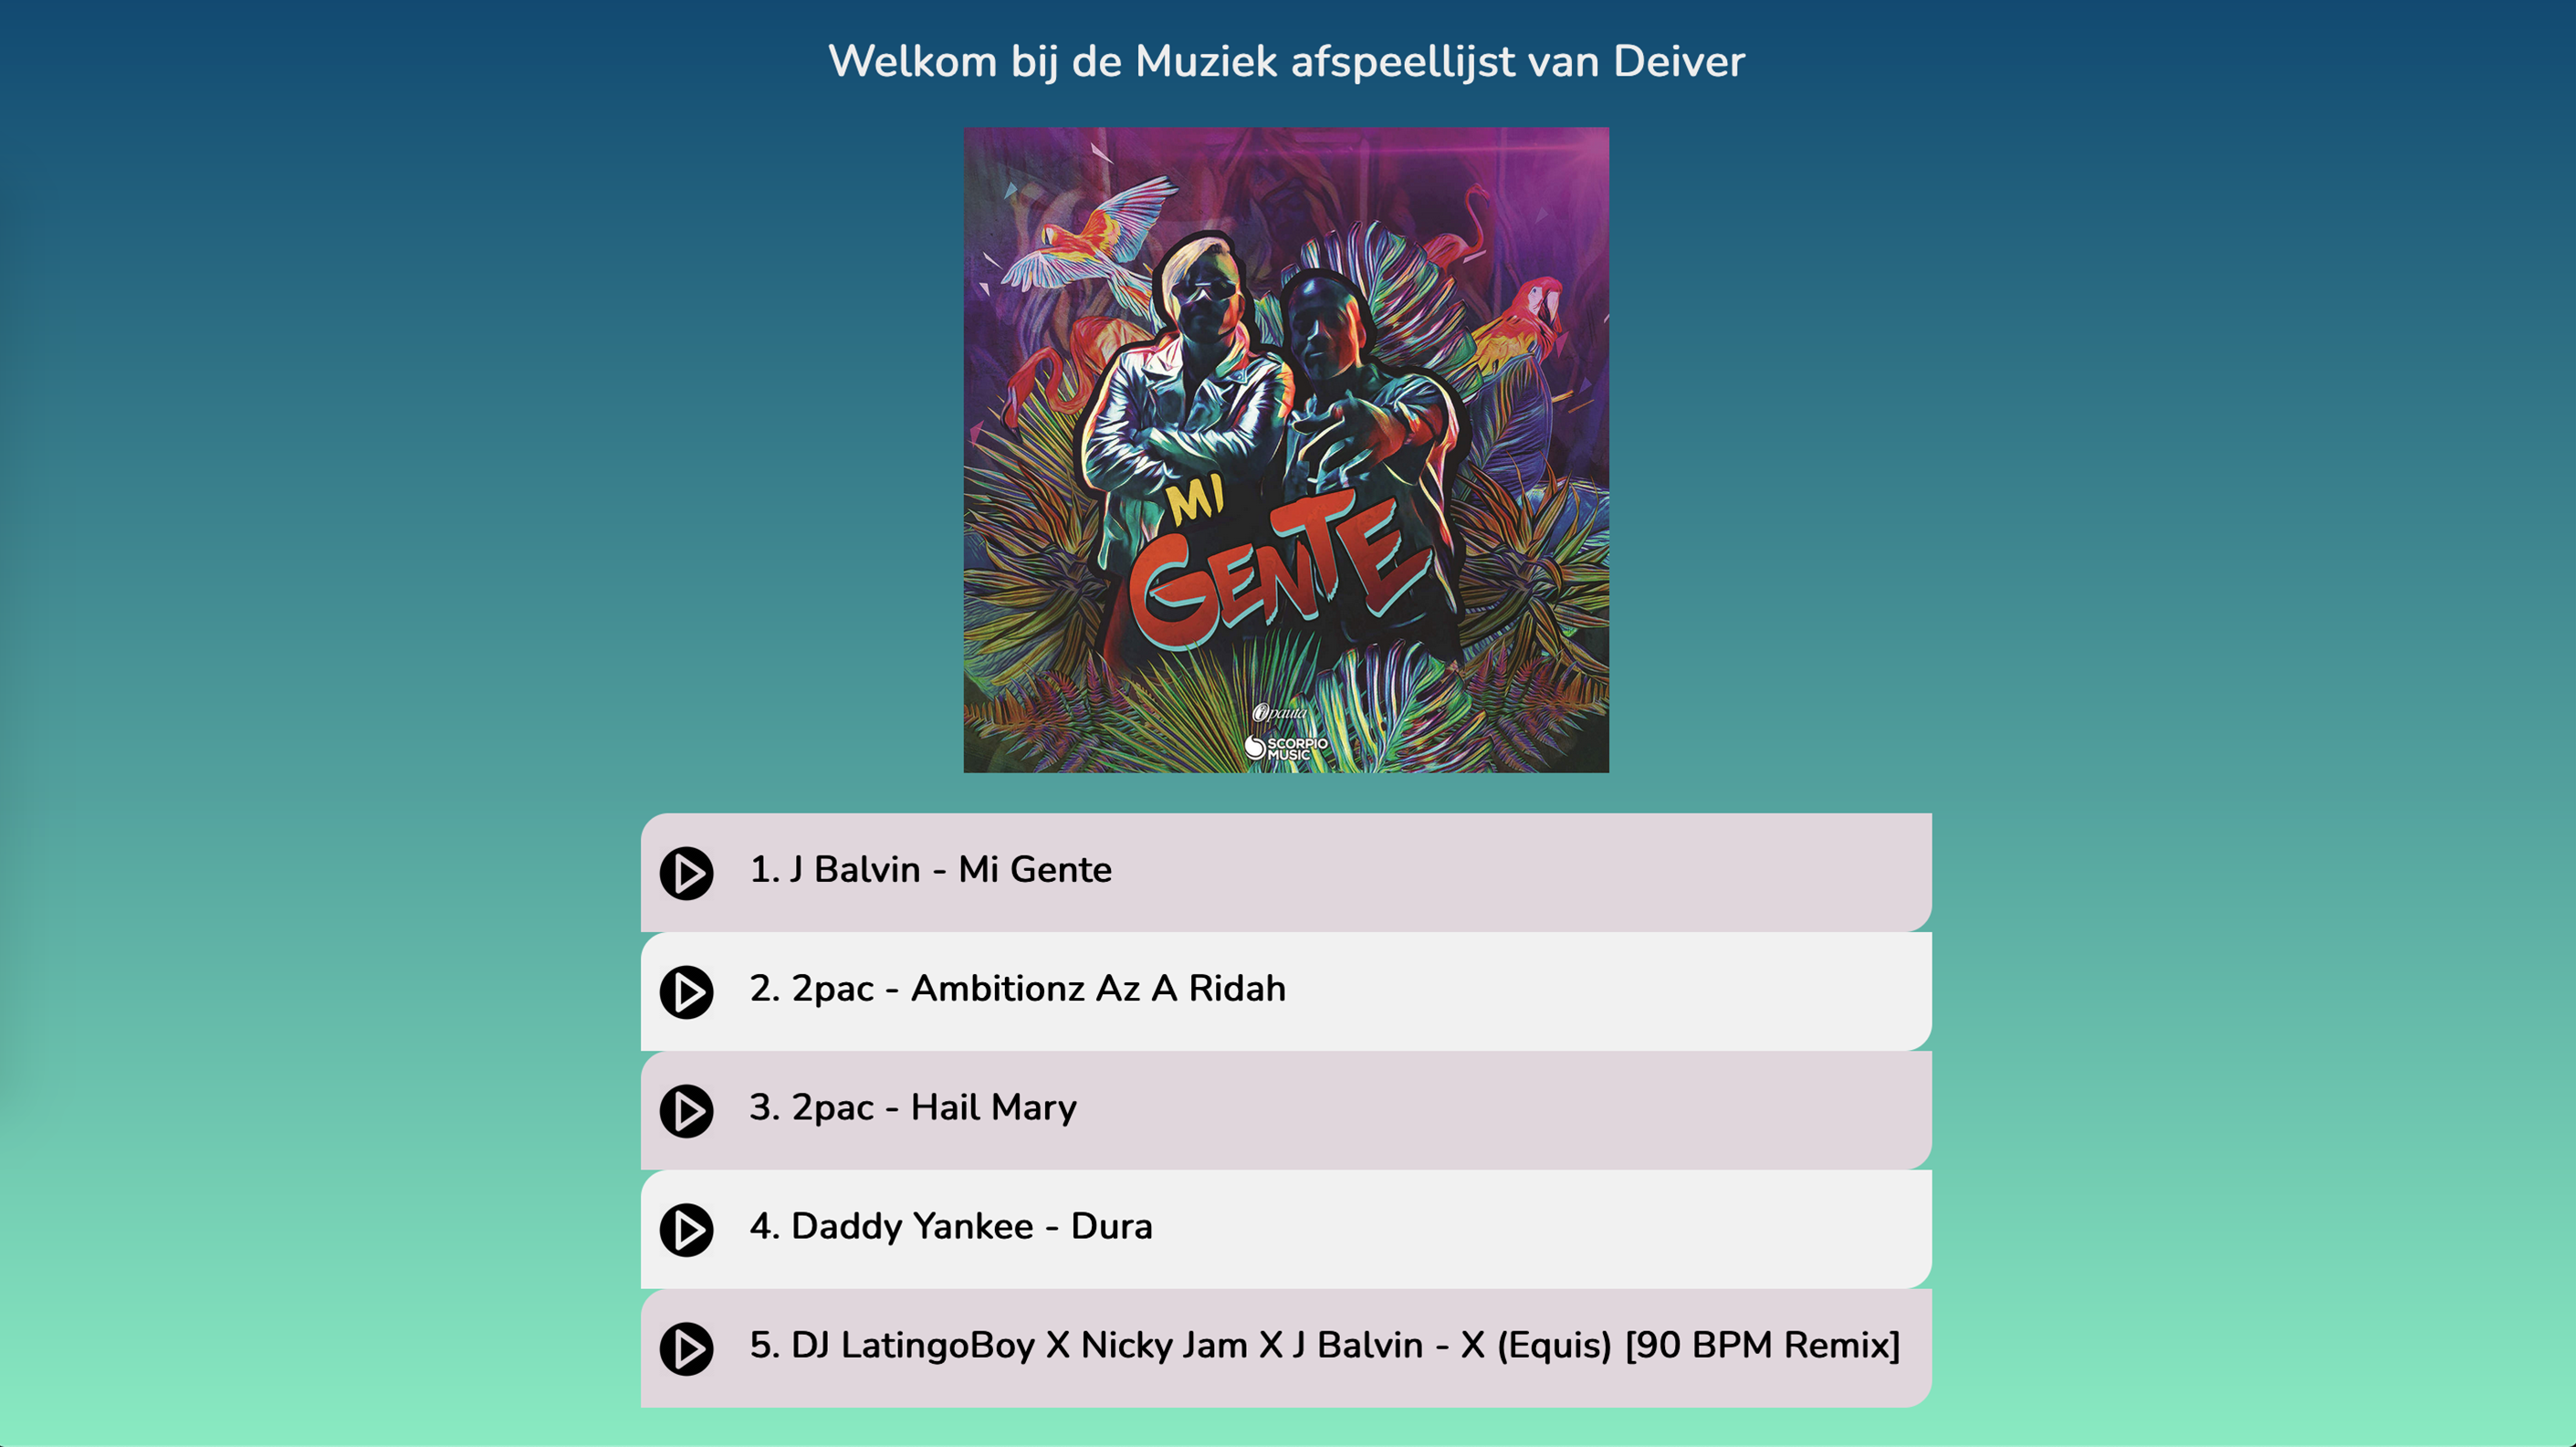 Welkom bij de Muziek afspeellijst van Deiver
MI
GENTE
pauta
SCORPIO
MUSIC
1. J Balvin - Mi Gente
2. 2pac - Ambitionz Az A Ridah
3. 2pac - Hail Mary
4. Daddy Yankee - Dura
5. DJ LatingoBoy X Nicky Jam X J Balvin - X (Equis) [90 BPM Remix]